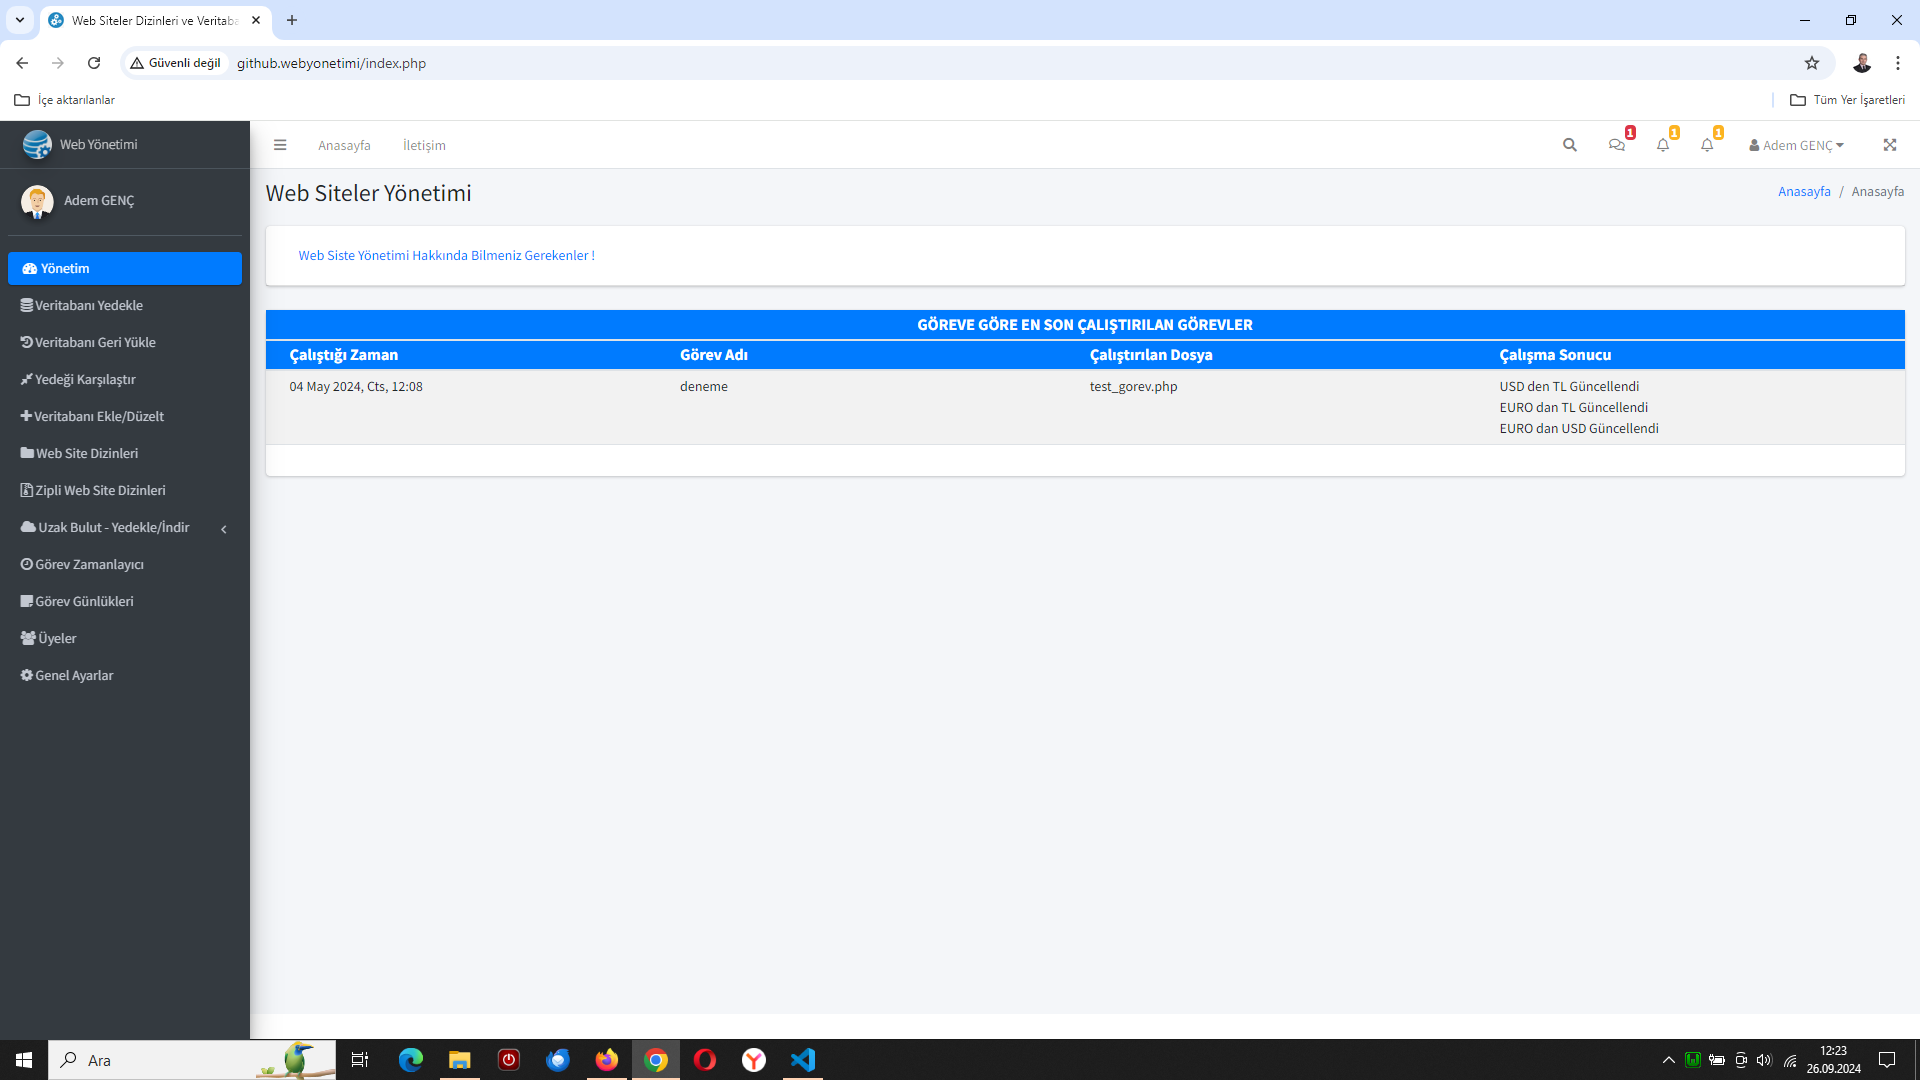 Web Siteler Dizinleri ve Veritaba
Güvenli değil
github.webyonetimi/index.php
İçe aktarılanlar
Tüm Yer İşaretleri
Web Yönetimi
Anasayfa
İletişim
1
1
1
Adem GENÇ
Adem GENÇ
Web Siteler Yönetimi
Anasayfa / Anasayfa
Web Siste Yönetimi Hakkında Bilmeniz Gerekenler !
Yönetim
Veritabanı Yedekle
Veritabanı Geri Yükle
Yedeği Karşılaştır
Veritabanı Ekle/Düzelt
Web Site Dizinleri
Zipli Web Site Dizinleri
Uzak Bulut - Yedekle/İndir
Görev Zamanlayıcı
Görev Günlükleri
Üyeler
Genel Ayarlar
GÖREVE GÖRE EN SON ÇALIŞTIRILAN GÖREVLER
Çalıştığı Zaman Görev Adı Çalıştırılan Dosya Çalışma Sonucu
04 May 2024, Cts, 12:08 deneme test_gorev.php USD den TL Güncellendi
EURO dan TL Güncellendi
EURO dan USD Güncellendi
Ara
12:23
26.09.2024